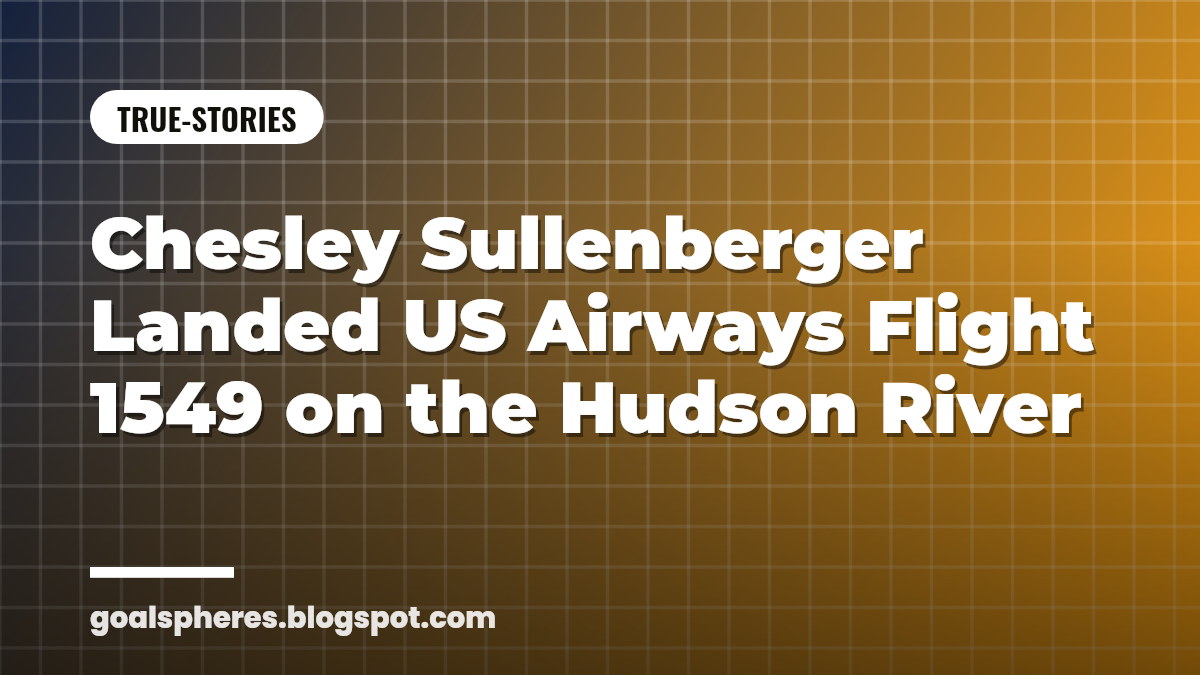 TRUE-STORIES
Chesley Sullenberger
Landed US Airways Flight
1549 on the Hudson River
goalspheres.blogspot.com